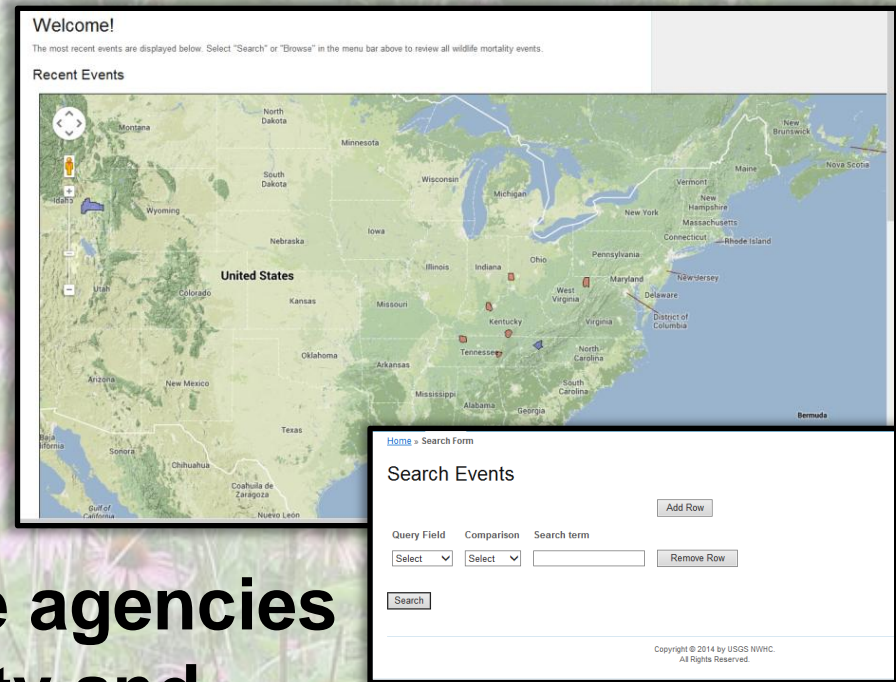 Welcome!
The most recent events are displayed below. Select "Search" or "Browse" in the menu bar above to review all wildlife mortality events.
Recent Events
North Dakota
Montana
Minnesota
New Brunswick
Nova Scotia
Maine
South Dakota
Wisconsin
Michigan
Vermont
New Hampshire
Idaho
Wyoming
New York
Massachusetts
Iowa
Connecticut
Rhode Island
Nebraska
Pennsylvania
Illinois
Indiana
Ohio
United States
Maryland
New Jersey
Utah
Colorado
West Virginia
Delaware
Kansas
Missouri
Kentucky
Virginia
District of Columbia
Oklahoma
Tennessee
North Carolina
Arkansas
Arizona
New Mexico
South Carolina
Mississippi
Alabama
Georgia
Bermuda
Texas
Baja
lifornia
Sonora
Chihuahua
Coahuila de Zaragoza
Gulf of California
Nuevo León
Home » Search Form
Search Events
Add Row
Query Field Comparison Search term
Select Select Remove Row
Search
Copyright © 2014 by USGS NWHC.
All Rights Reserved.
e agencies
ty and